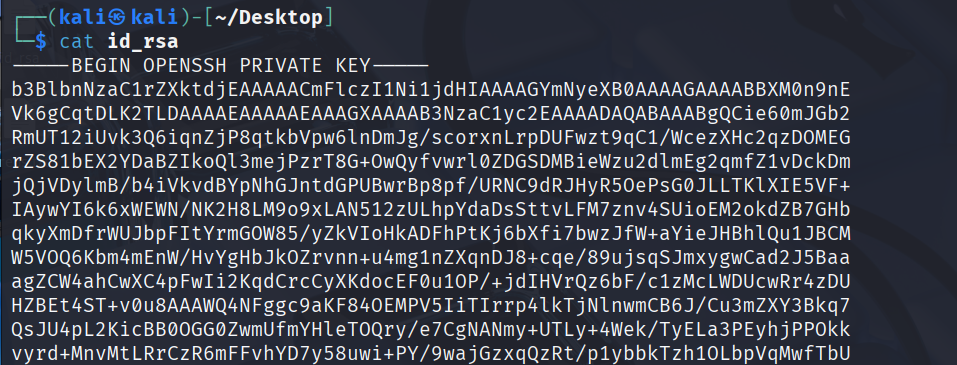 ┌──(kali㉿kali)-[~/Desktop]
└─$ cat id_rsa
-----BEGIN OPENSSH PRIVATE KEY-----
b3BlbnNzaC1rZXktdjEAAAAACmFlczI1Ni1jdHIAAAAGYmNyeXB0AAAAGAAAABBXM0n9nE
Vk6gCqtDLK2TLDAAAAEAAAAAEAAAGXAAAAB3NzaC1yc2EAAAADAQABAAABgQCie60mJGb2
RmUT12iUvk3Q6iqnZjP8qtkbVpw6lnDmJg/scorxnLrpDUFwzt9qC1/WcezXHc2qzDOMEG
rZS81bEX2YDaBZIkoQl3mejPzrT8G+OwQyfvwrl0ZDGSDMBieWzu2dlmEg2qmfZ1vDckDm
jQjVDylmB/b4iVkvdBYpNhGJntdGPUBwrBp8pf/URNC9dRJHyR5OePsG0JLLTKlXIE5VF+
IAywYI6k6xWEWN/NK2H8LM9o9xLAN512zULhpYdaDsSttvLFM7znv4SUioEM2okdZB7GHb
qkyXmDfrWUJbpFItYrmGOW85/yZkVIoHkADFhPtKj6bXfi7bwzJfW+aYieJHBhlQu1JBCM
W5VOQ6Kbm4mEnW/HvYgHbJkOZrvnn+u4mg1nZXqnDJ8+cqe/89ujsqSJmxygwCad2J5Baa
agZCW4ahCwXC4pFwIi2KqdCrcCyXKdocEF0u1OP/+jdIHVrQz6bF/c1zMcLWDUcwRr4zDU
HZBEt4ST+v0u8AAAWQ4NFggc9aKF84OEMPV5IiTIrrp4lkTjNlnwmCB6J/Cu3mZXY3Bkq7
QsJU4pL2KicBB0OGG0ZwmUfmYHleTOQry/e7CgNANmy+UTLy+4Wek/TyELa3PEyhjPPOkk
vyrd+MnvMtLRrCzR6mFFvhYD7y58uwi+PY/9wajGzxqQzRt/p1ybbkTzh1OLbpVqMwfTbU